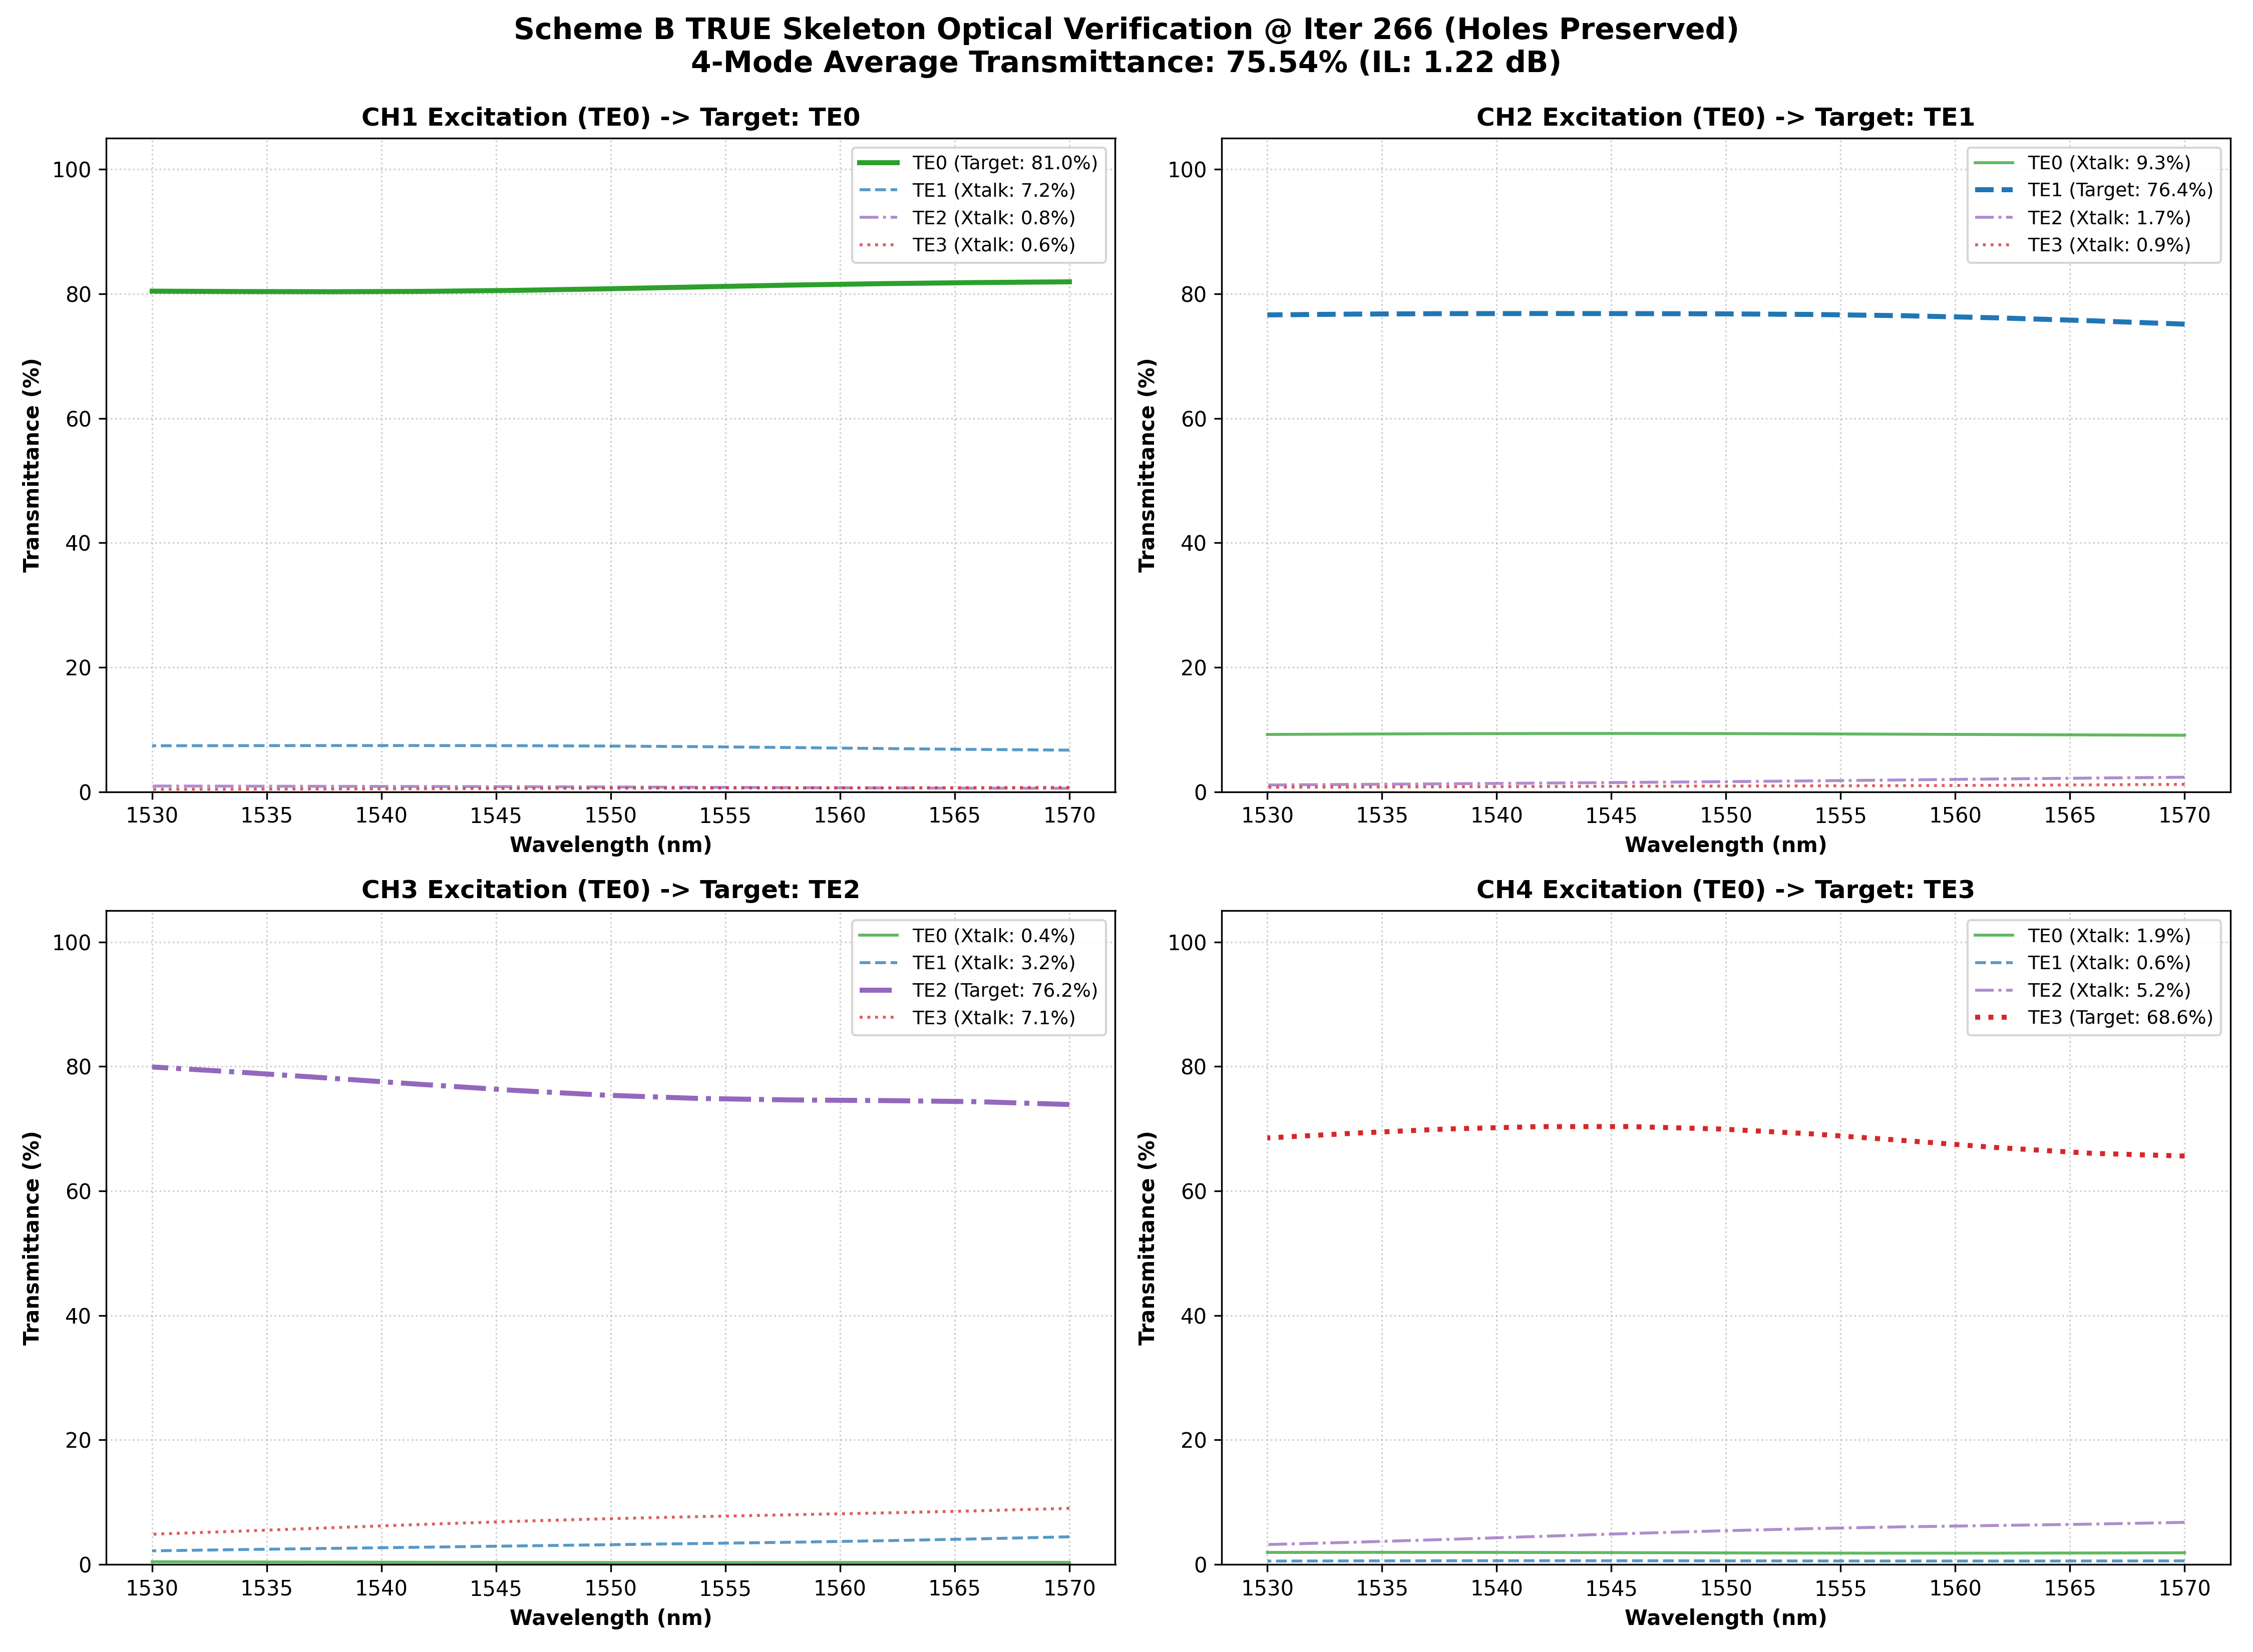 Scheme B TRUE Skeleton Optical Verification @ Iter 266 (Holes Preserved)
4-Mode Average Transmittance: 75.54% (IL: 1.22 dB)
CH1 Excitation (TE0) -> Target: TE0
TE0 (Target: 81.0%)
TE1 (Xtalk: 7.2%)
TE2 (Xtalk: 0.8%)
TE3 (Xtalk: 0.6%)
Transmittance (%)
100
80
60
40
20
0
1530 1535 1540 1545 1550 1555 1560 1565 1570
Wavelength (nm)
CH2 Excitation (TE0) -> Target: TE1
TE0 (Xtalk: 9.3%)
TE1 (Target: 76.4%)
TE2 (Xtalk: 1.7%)
TE3 (Xtalk: 0.9%)
Transmittance (%)
100
80
60
40
20
0
1530 1535 1540 1545 1550 1555 1560 1565 1570
Wavelength (nm)
CH3 Excitation (TE0) -> Target: TE2
TE0 (Xtalk: 0.4%)
TE1 (Xtalk: 3.2%)
TE2 (Target: 76.2%)
TE3 (Xtalk: 7.1%)
Transmittance (%)
100
80
60
40
20
0
1530 1535 1540 1545 1550 1555 1560 1565 1570
Wavelength (nm)
CH4 Excitation (TE0) -> Target: TE3
TE0 (Xtalk: 1.9%)
TE1 (Xtalk: 0.6%)
TE2 (Xtalk: 5.2%)
TE3 (Target: 68.6%)
Transmittance (%)
100
80
60
40
20
0
1530 1535 1540 1545 1550 1555 1560 1565 1570
Wavelength (nm)